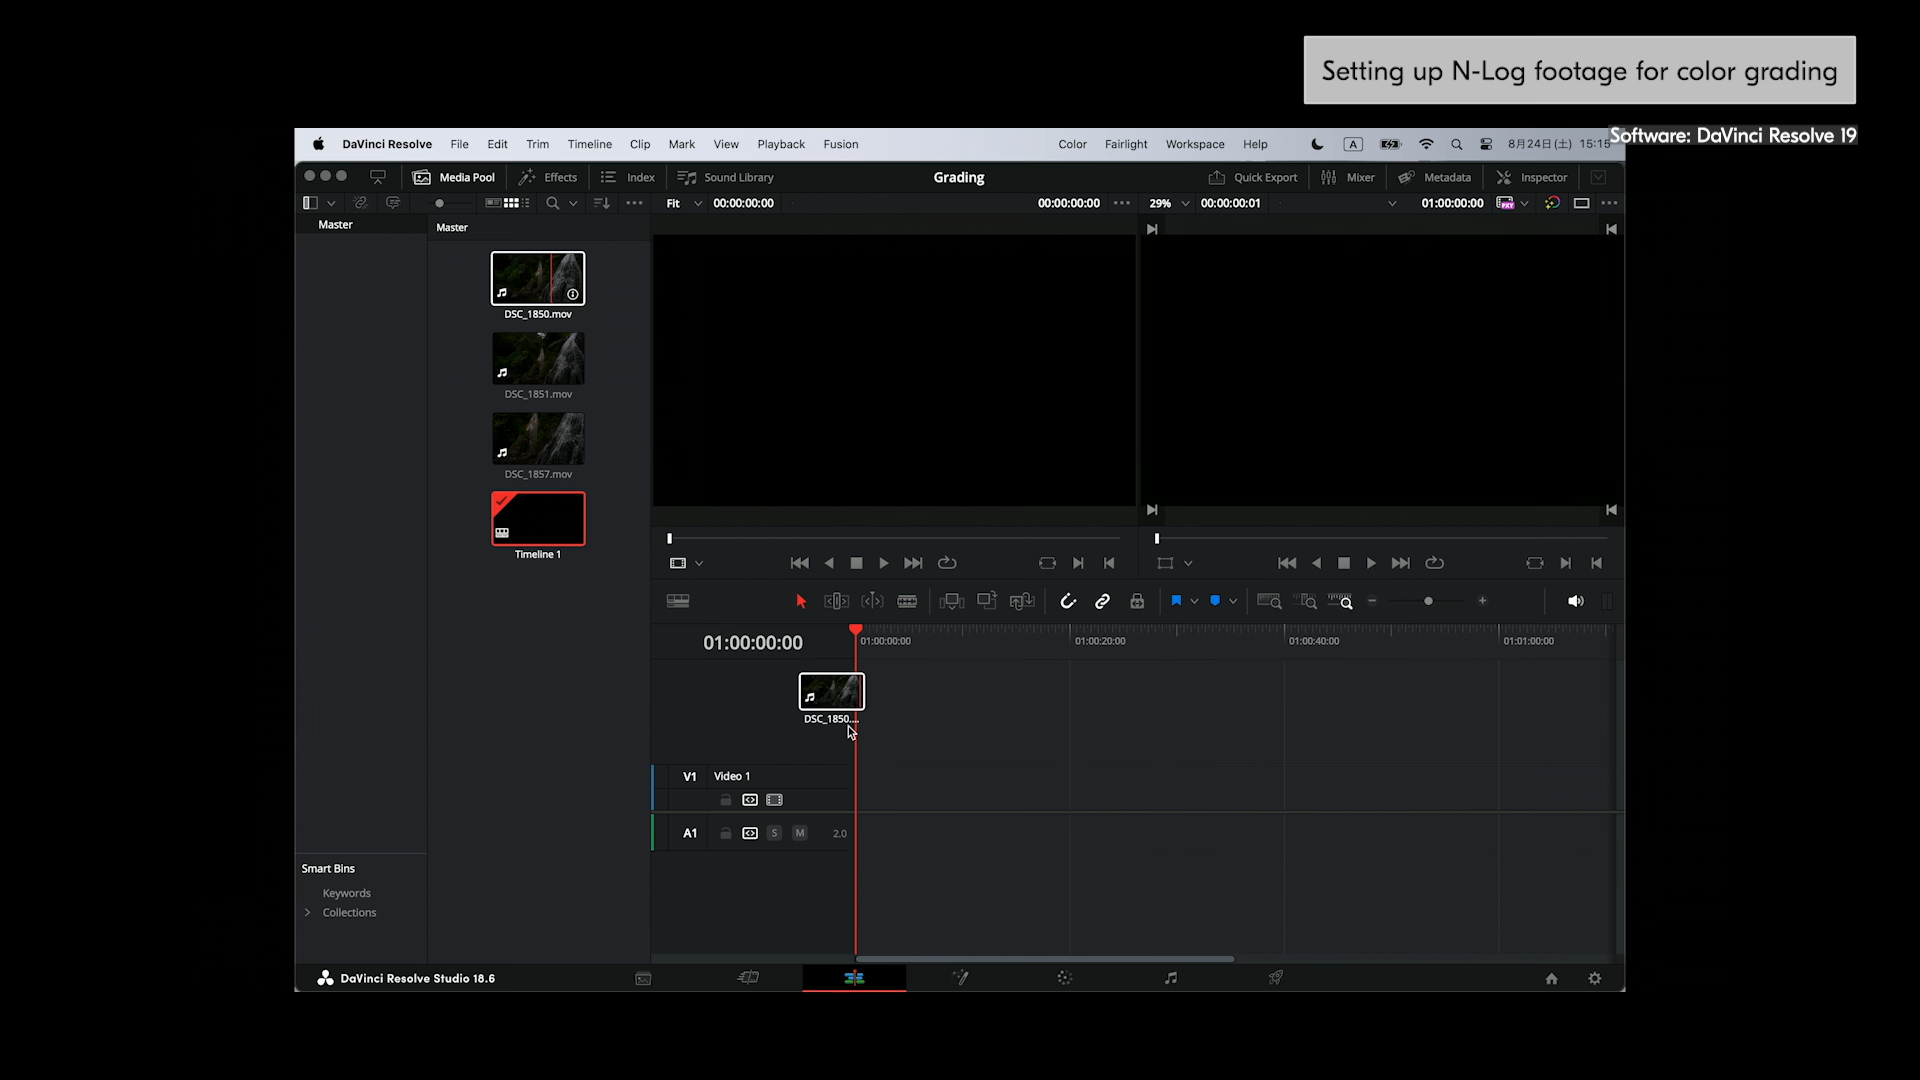 Setting up N-Log footage for color grading
Software: DaVinci Resolve 19
DaVinci Resolve File Edit Trim Timeline Clip Mark View Playback Fusion Color Fairlight Workspace Help A 8月24日(土) 15:15
Media Pool Effects Index Sound Library Grading Quick Export Mixer Metadata Inspector
Fit 00:00:00:00 00:00:00:00 29% 00:00:00:01 01:00:00:00 PXY
Master
Master
DSC_1850.mov
DSC_1851.mov
DSC_1857.mov
Timeline 1
01:00:00:00 01:00:00:00 01:00:20:00 01:00:40:00 01:01:00:00
DSC_1850....
V1 Video 1
A1 S M 2.0
Smart Bins
Keywords
Collections
DaVinci Resolve Studio 18.6